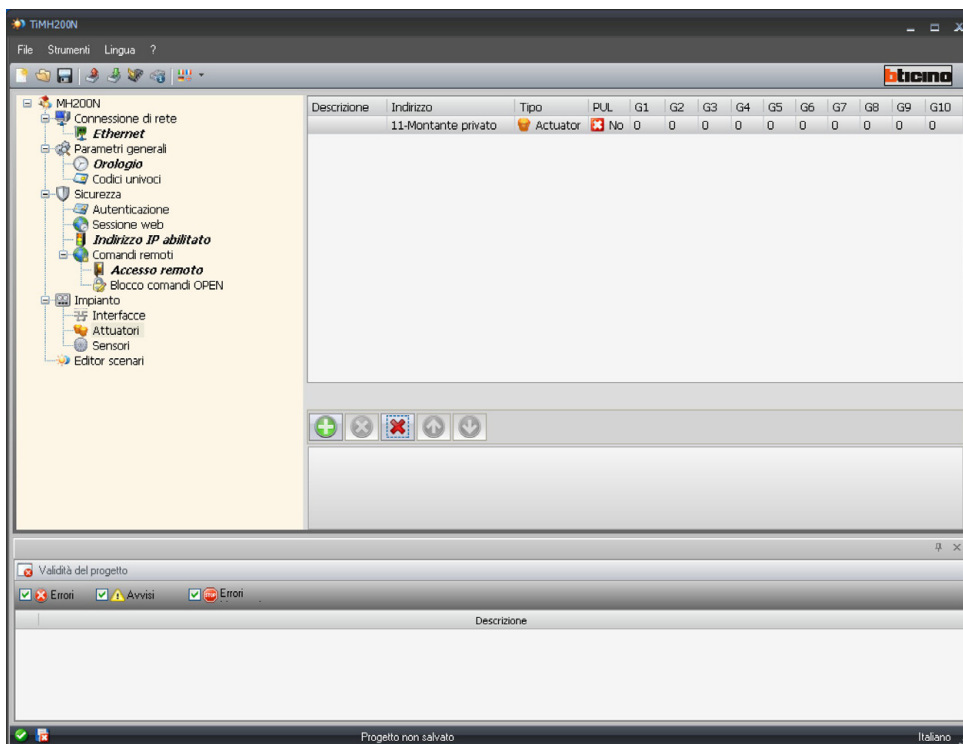 TiMH200N
File Strumenti Lingua ?
bticino
MH200N
Connessione di rete
Ethernet
Parametri generali
Orologio
Codici univoci
Sicurezza
Autenticazione
Sessione web
Indirizzo IP abilitato
Comandi remoti
Accesso remoto
Blocco comandi OPEN
Impianto
Interfacce
Attuatori
Sensori
Editor scenari
Descrizione Indirizzo Tipo PUL G1 G2 G3 G4 G5 G6 G7 G8 G9 G10
11-Montante privato Actuator No 0 0 0 0 0 0 0 0 0 0
Validità del progetto
Errori Avvisi Errori
Descrizione
Progetto non salvato Italiano